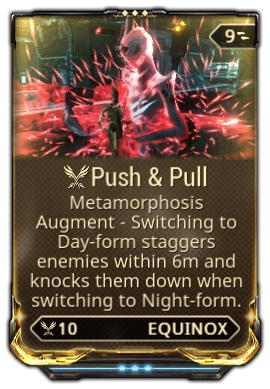 9
Push & Pull
Metamorphosis
Augment - Switching to
Day-form staggers
enemies within 6m and
knocks them down when
switching to Night-form.
10 EQUINOX